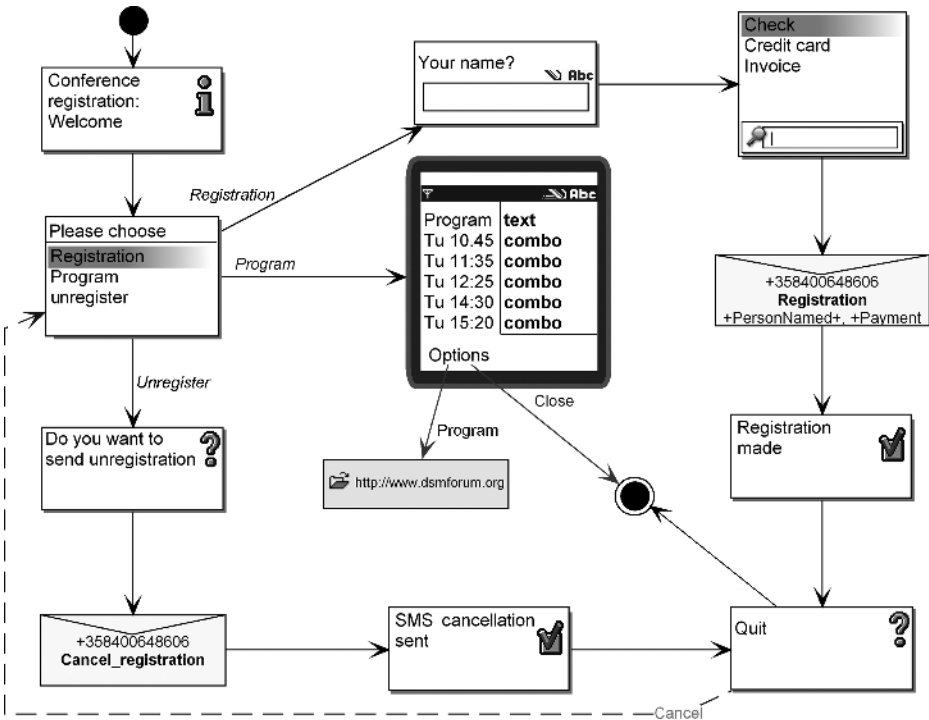 Conference
registration:
Welcome
Your name?
Abc
Check
Credit card
Invoice
Registration
Please choose
Registration
Program
unregister
Program
Abc
Program text
Tu 10.45 combo
Tu 11:35 combo
Tu 12:25 combo
Tu 14:30 combo
Tu 15:20 combo
Options
+358400648606
Registration
+PersonNamed+, +Payment
Unregister
Close
Program
Do you want to
send unregistration
http://www.dsmforum.org
Registration
made
+358400648606
Cancel_registration
SMS cancellation
sent
Quit
Cancel